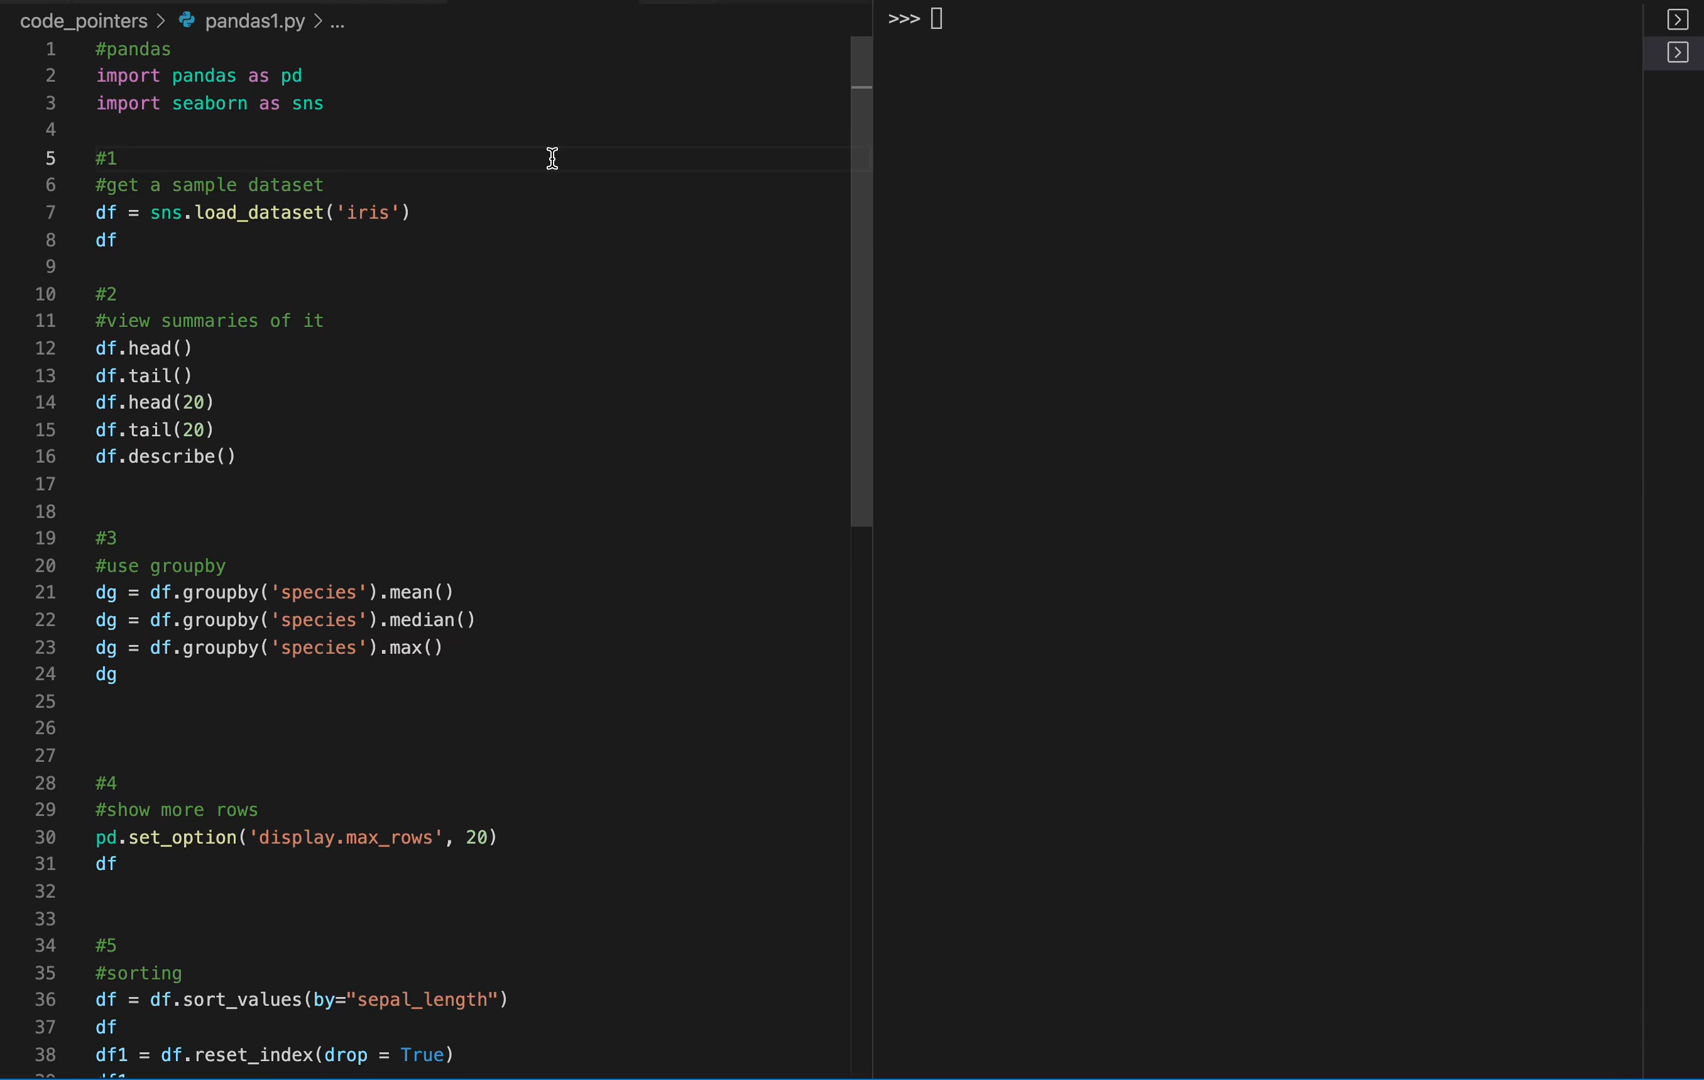 code_pointers > pandas1.py > ...
>>>
1 #pandas
2 import pandas as pd
3 import seaborn as sns
4
5 #1
6 #get a sample dataset
7 df = sns.load_dataset('iris')
8 df
9
10 #2
11 #view summaries of it
12 df.head()
13 df.tail()
14 df.head(20)
15 df.tail(20)
16 df.describe()
17
18
19 #3
20 #use groupby
21 dg = df.groupby('species').mean()
22 dg = df.groupby('species').median()
23 dg = df.groupby('species').max()
24 dg
25
26
27
28 #4
29 #show more rows
30 pd.set_option('display.max_rows', 20)
31 df
32
33
34 #5
35 #sorting
36 df = df.sort_values(by="sepal_length")
37 df
38 df1 = df.reset_index(drop = True)